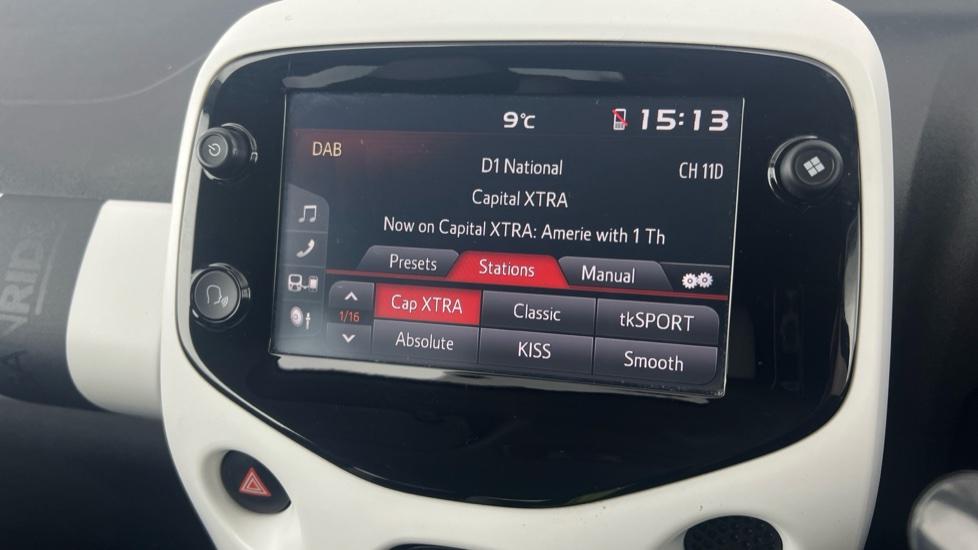 9°C 15:13
DAB
D1 National CH 11D
Capital XTRA
Now on Capital XTRA: Amerie with 1 Th
Presets Stations Manual
1/16 Cap XTRA Classic tkSPORT
Absolute KISS Smooth